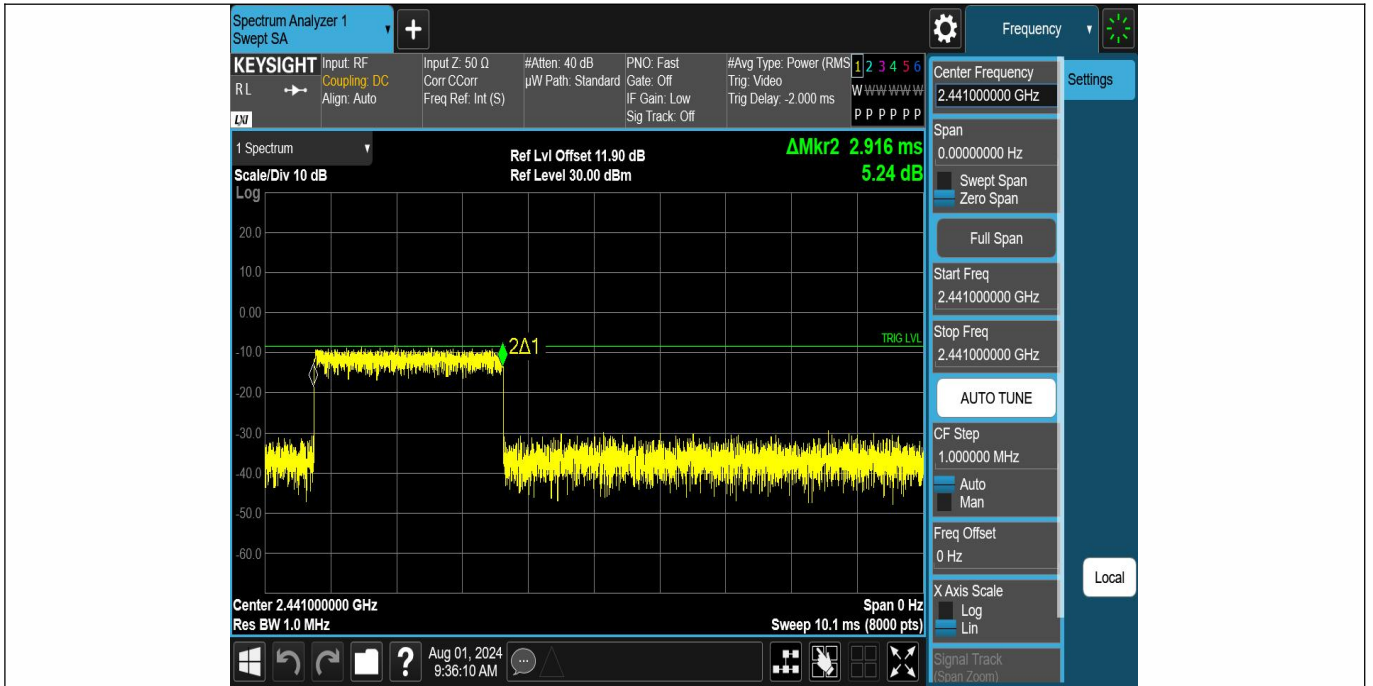 Spectrum Analyzer 1
Swept SA
+
Frequency
KEYSIGHT
RL
LXI
Input: RF
Coupling: DC
Align: Auto
Input Z: 50 Ω
Corr CCorr
Freq Ref: Int (S)
#Atten: 40 dB
µW Path: Standard
PNO: Fast
Gate: Off
IF Gain: Low
Sig Track: Off
#Avg Type: Power (RMS
Trig: Video
Trig Delay: -2.000 ms
1 2 3 4 5 6
W W W W W W
P P P P P P
1 Spectrum
Scale/Div 10 dB
Log
Ref Lvl Offset 11.90 dB
Ref Level 30.00 dBm
ΔMkr2 2.916 ms
5.24 dB
20.0
10.0
0.00
-10.0
-20.0
-30.0
-40.0
-50.0
-60.0
2Δ1
TRIG LVL
Center 2.441000000 GHz
Res BW 1.0 MHz
Span 0 Hz
Sweep 10.1 ms (8000 pts)
Center Frequency
2.441000000 GHz
Settings
Span
0.00000000 Hz
Swept Span
Zero Span
Full Span
Start Freq
2.441000000 GHz
Stop Freq
2.441000000 GHz
AUTO TUNE
CF Step
1.000000 MHz
Auto
Man
Freq Offset
0 Hz
X Axis Scale
Log
Lin
Signal Track
(Span Zoom)
Local
?
Aug 01, 2024
9:36:10 AM